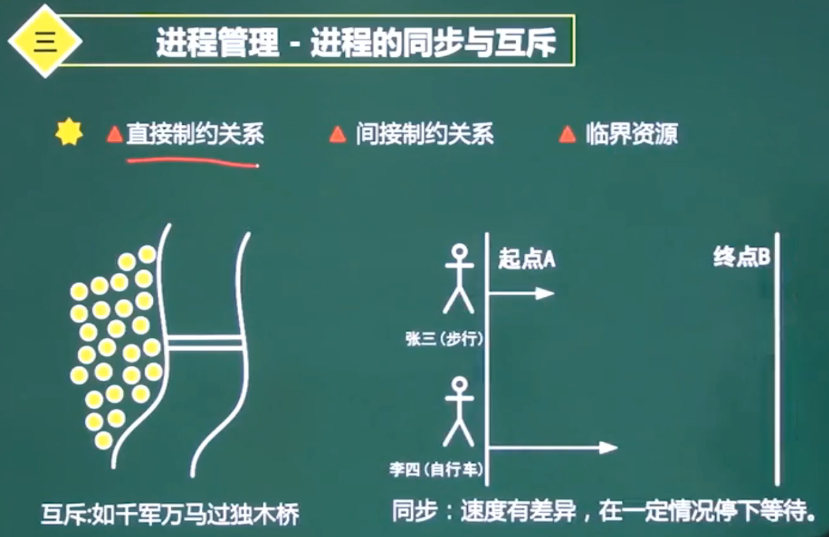 三
进程管理 - 进程的同步与互斥
直接制约关系 间接制约关系 临界资源
起点A 终点B
张三(步行)
李四(自行车)
互斥:如千军万马过独木桥
同步：速度有差异，在一定情况停下等待。